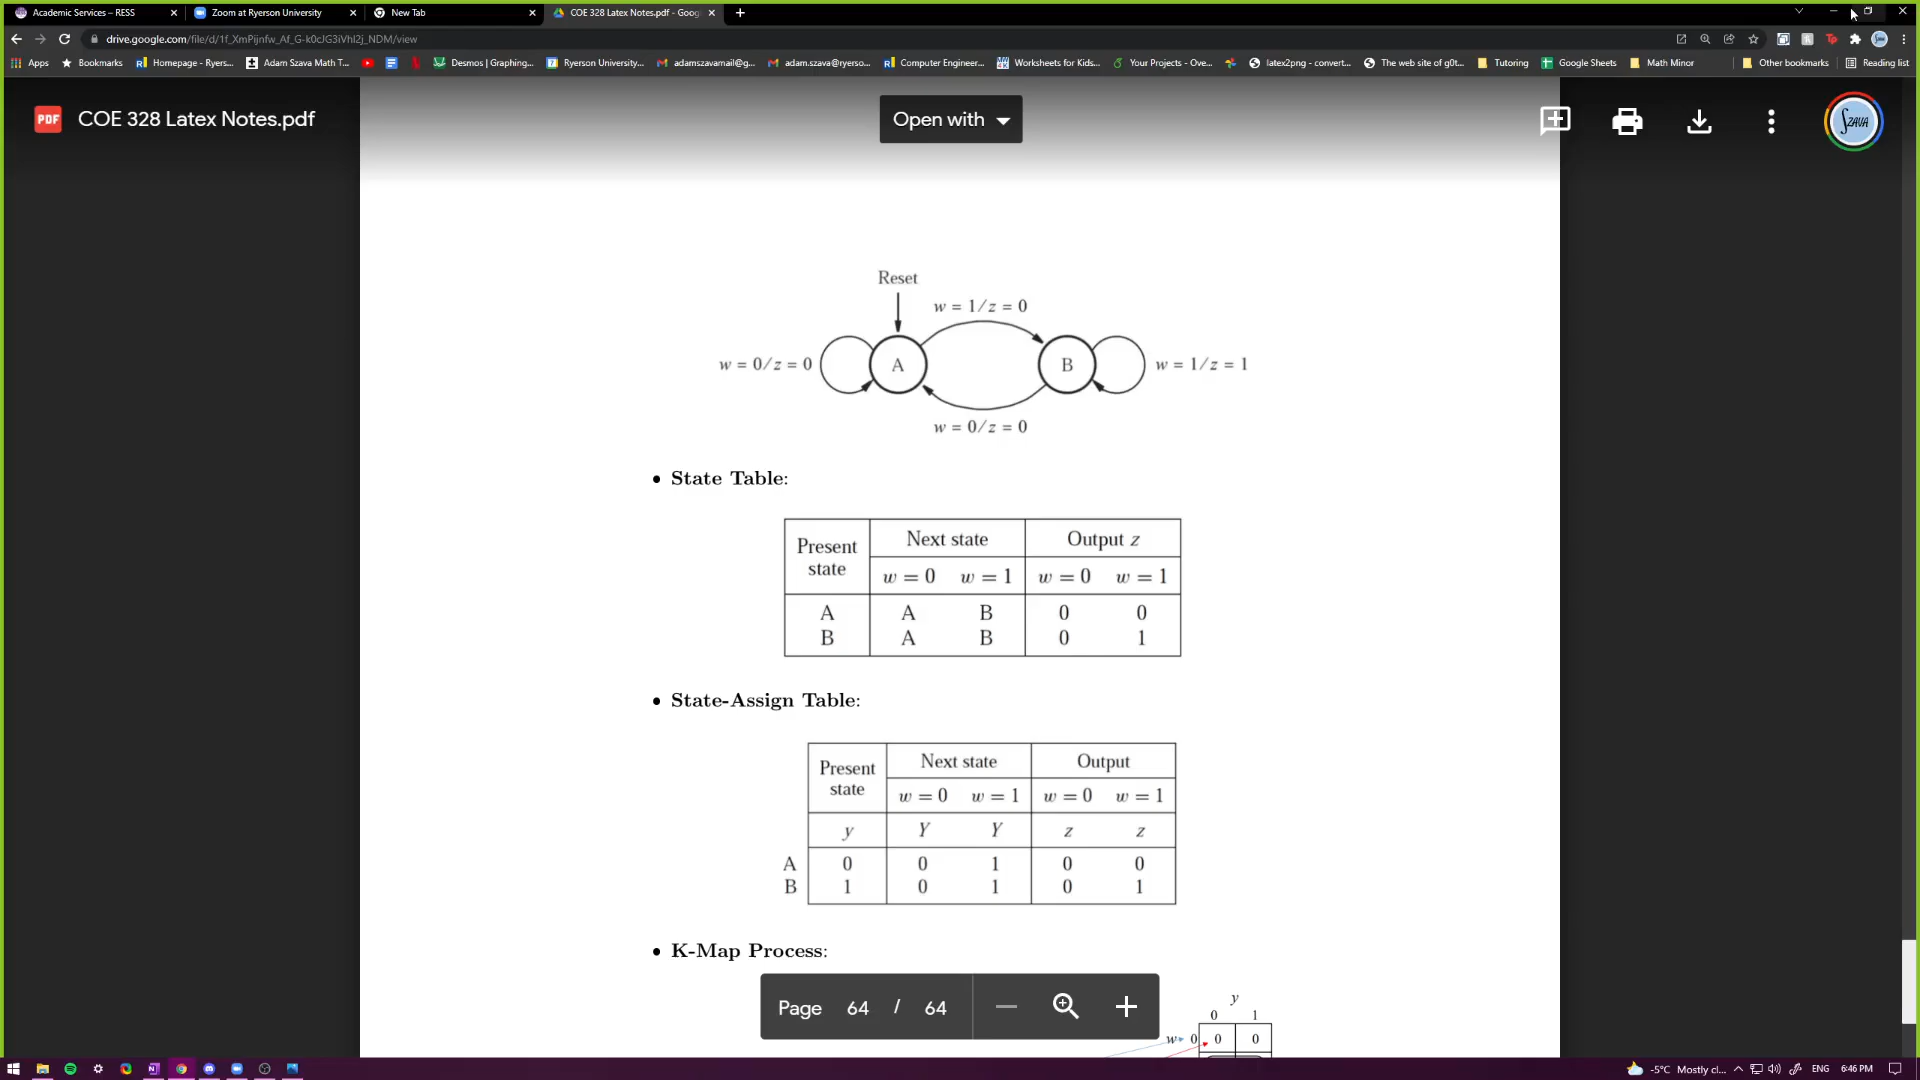 Academic Services – RESS
Zoom at Ryerson University
New Tab
COE 328 Latex Notes.pdf - Goog
drive.google.com/file/d/1f_XmPijnfw_Af_G-k0cJG3iVhl2j_NDM/view
Apps
Bookmarks
Homepage - Ryers...
Adam Szava Math T...
Desmos | Graphing...
Ryerson University...
adamszavamail@g...
adam.szava@ryerso...
Computer Engineer...
Worksheets for Kids...
Your Projects - Ove...
latex2png - convert...
The web site of g0t...
Tutoring
Google Sheets
Math Minor
Other bookmarks
Reading list
PDF
COE 328 Latex Notes.pdf
Open with
SZAVA
Reset
w = 1/z = 0
w = 0/z = 0
A
B
w = 1/z = 1
w = 0/z = 0
• State Table:
Present state
Next state
Output z
w = 0 w = 1 w = 0 w = 1
A A B 0 0
B A B 0 1
• State-Assign Table:
Present state
Next state
Output
w = 0 w = 1 w = 0 w = 1
y Y Y z z
A 0 0 1 0 0
B 1 0 1 0 1
• K-Map Process:
Page 64 / 64
y
0 1
w 0 0 0
-5°C Mostly cl...
ENG
6:46 PM